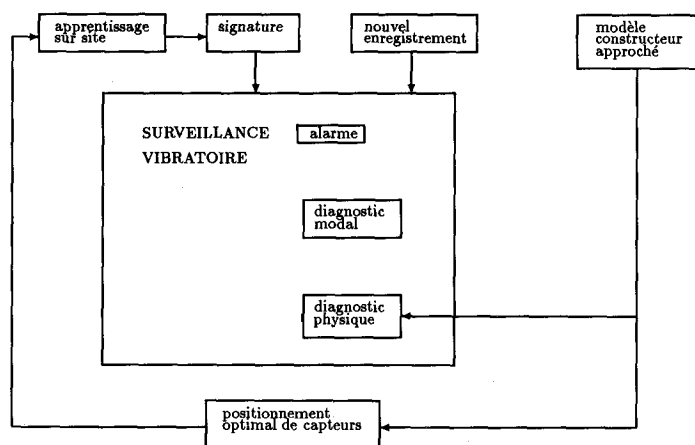 apprentissage
sur site
signature
nouvel
enregistrement
modèle
constructeur
approché
SURVEILLANCE
VIBRATOIRE
alarme
diagnostic
modal
diagnostic
physique
positionnement
optimal de capteurs